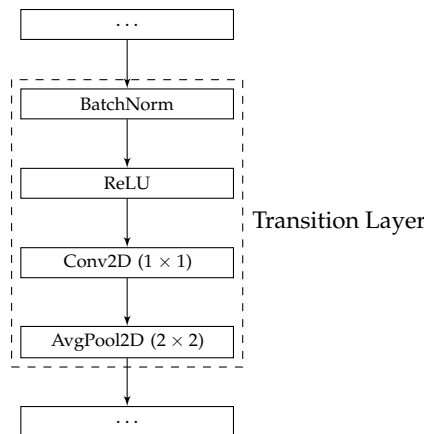 ...
BatchNorm
ReLU
Transition Layer
Conv2D (1 × 1)
AvgPool2D (2 × 2)
...